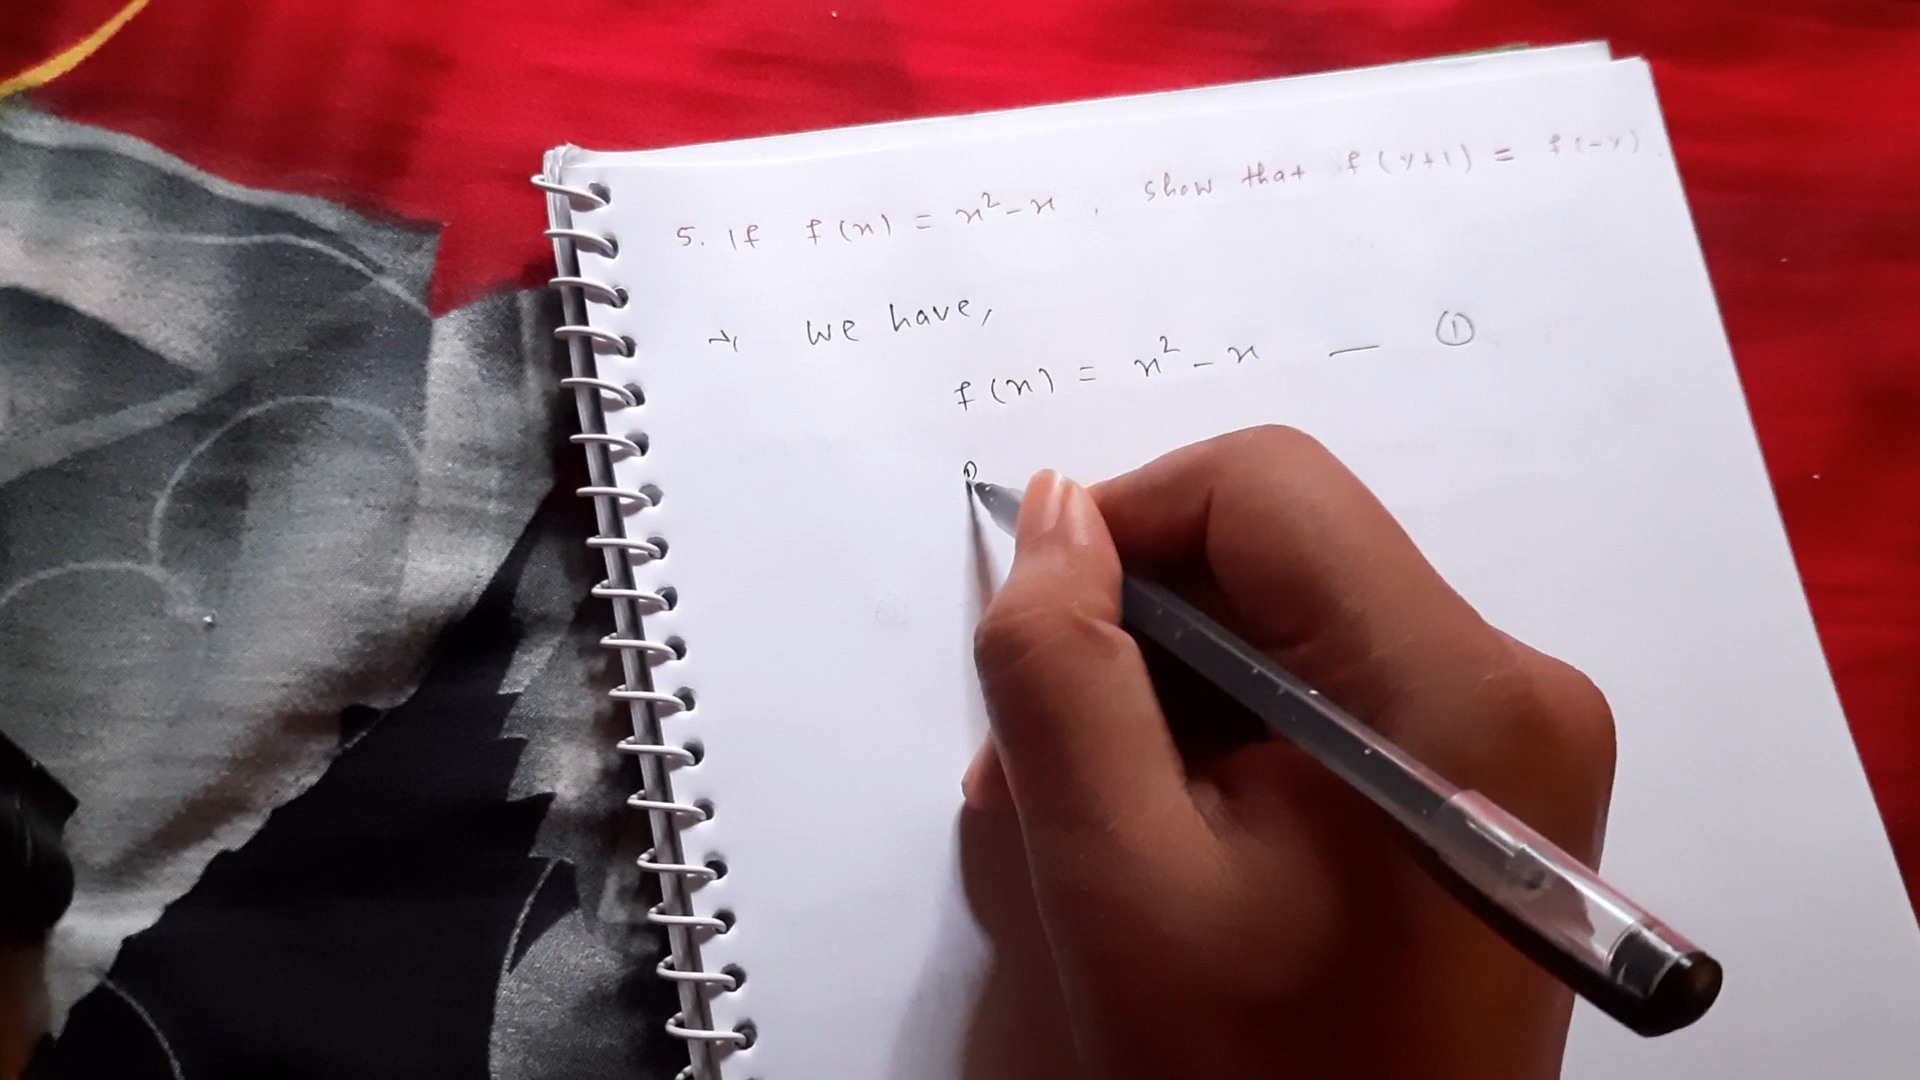 5. If f(x) = x² - x , show that f(y+1) = f(-y).
→ We have,
f(x) = x² - x — ①